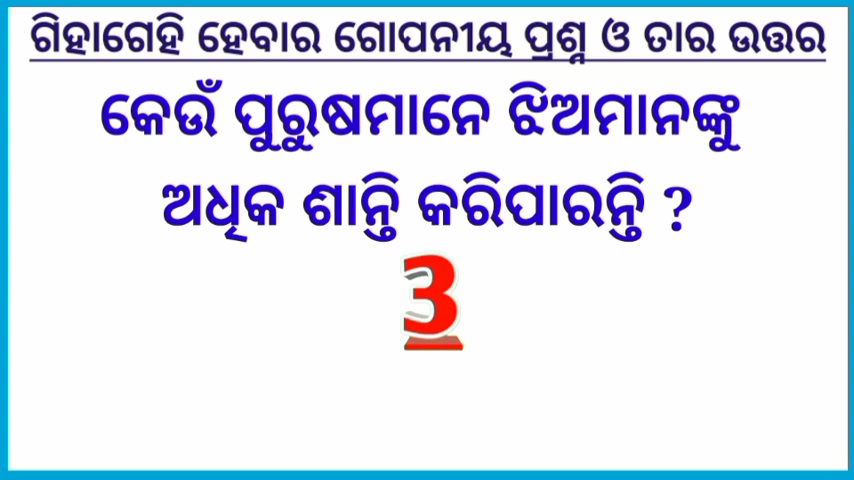 ଗିହାଗେହି ହେବାର ଗୋପନୀୟ ପ୍ରଶ୍ନ ଓ ତାର ଉତ୍ତର
କେଉଁ ପୁରୁଷମାନେ ଝିଅମାନଙ୍କୁ
ଅଧିକ ଶାନ୍ତି କରିପାରନ୍ତି ?
3